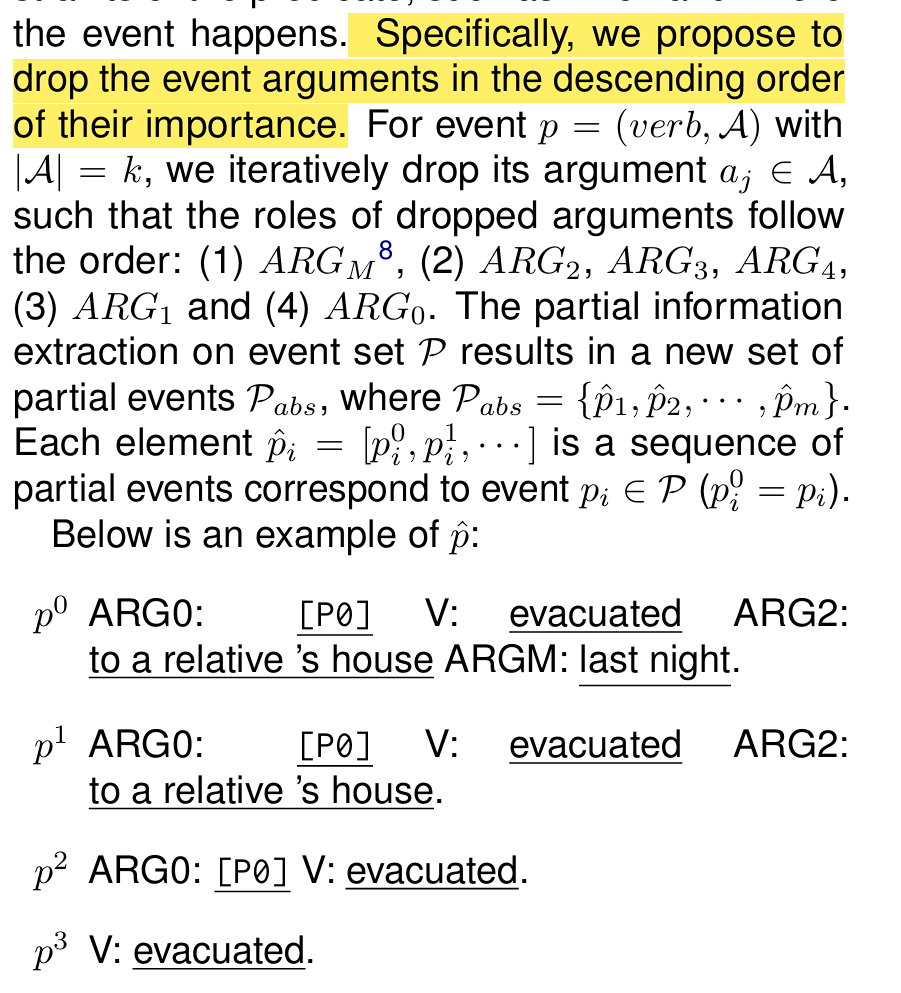 the event happens. Specifically, we propose to
drop the event arguments in the descending order
of their importance. For event p = (verb, 𝒜) with
|𝒜| = k, we iteratively drop its argument a_j ∈ 𝒜,
such that the roles of dropped arguments follow
the order: (1) ARG_M^8, (2) ARG_2, ARG_3, ARG_4,
(3) ARG_1 and (4) ARG_0. The partial information
extraction on event set 𝒫 results in a new set of
partial events 𝒫_abs, where 𝒫_abs = {p̂_1, p̂_2, ⋯ , p̂_m}.
Each element p̂_i = [p_i^0, p_i^1, ⋯ ] is a sequence of
partial events correspond to event p_i ∈ 𝒫 (p_i^0 = p_i).
Below is an example of p̂:
p^0 ARG0: [P0] V: evacuated ARG2:
to a relative 's house ARGM: last night.
p^1 ARG0: [P0] V: evacuated ARG2:
to a relative 's house.
p^2 ARG0: [P0] V: evacuated.
p^3 V: evacuated.